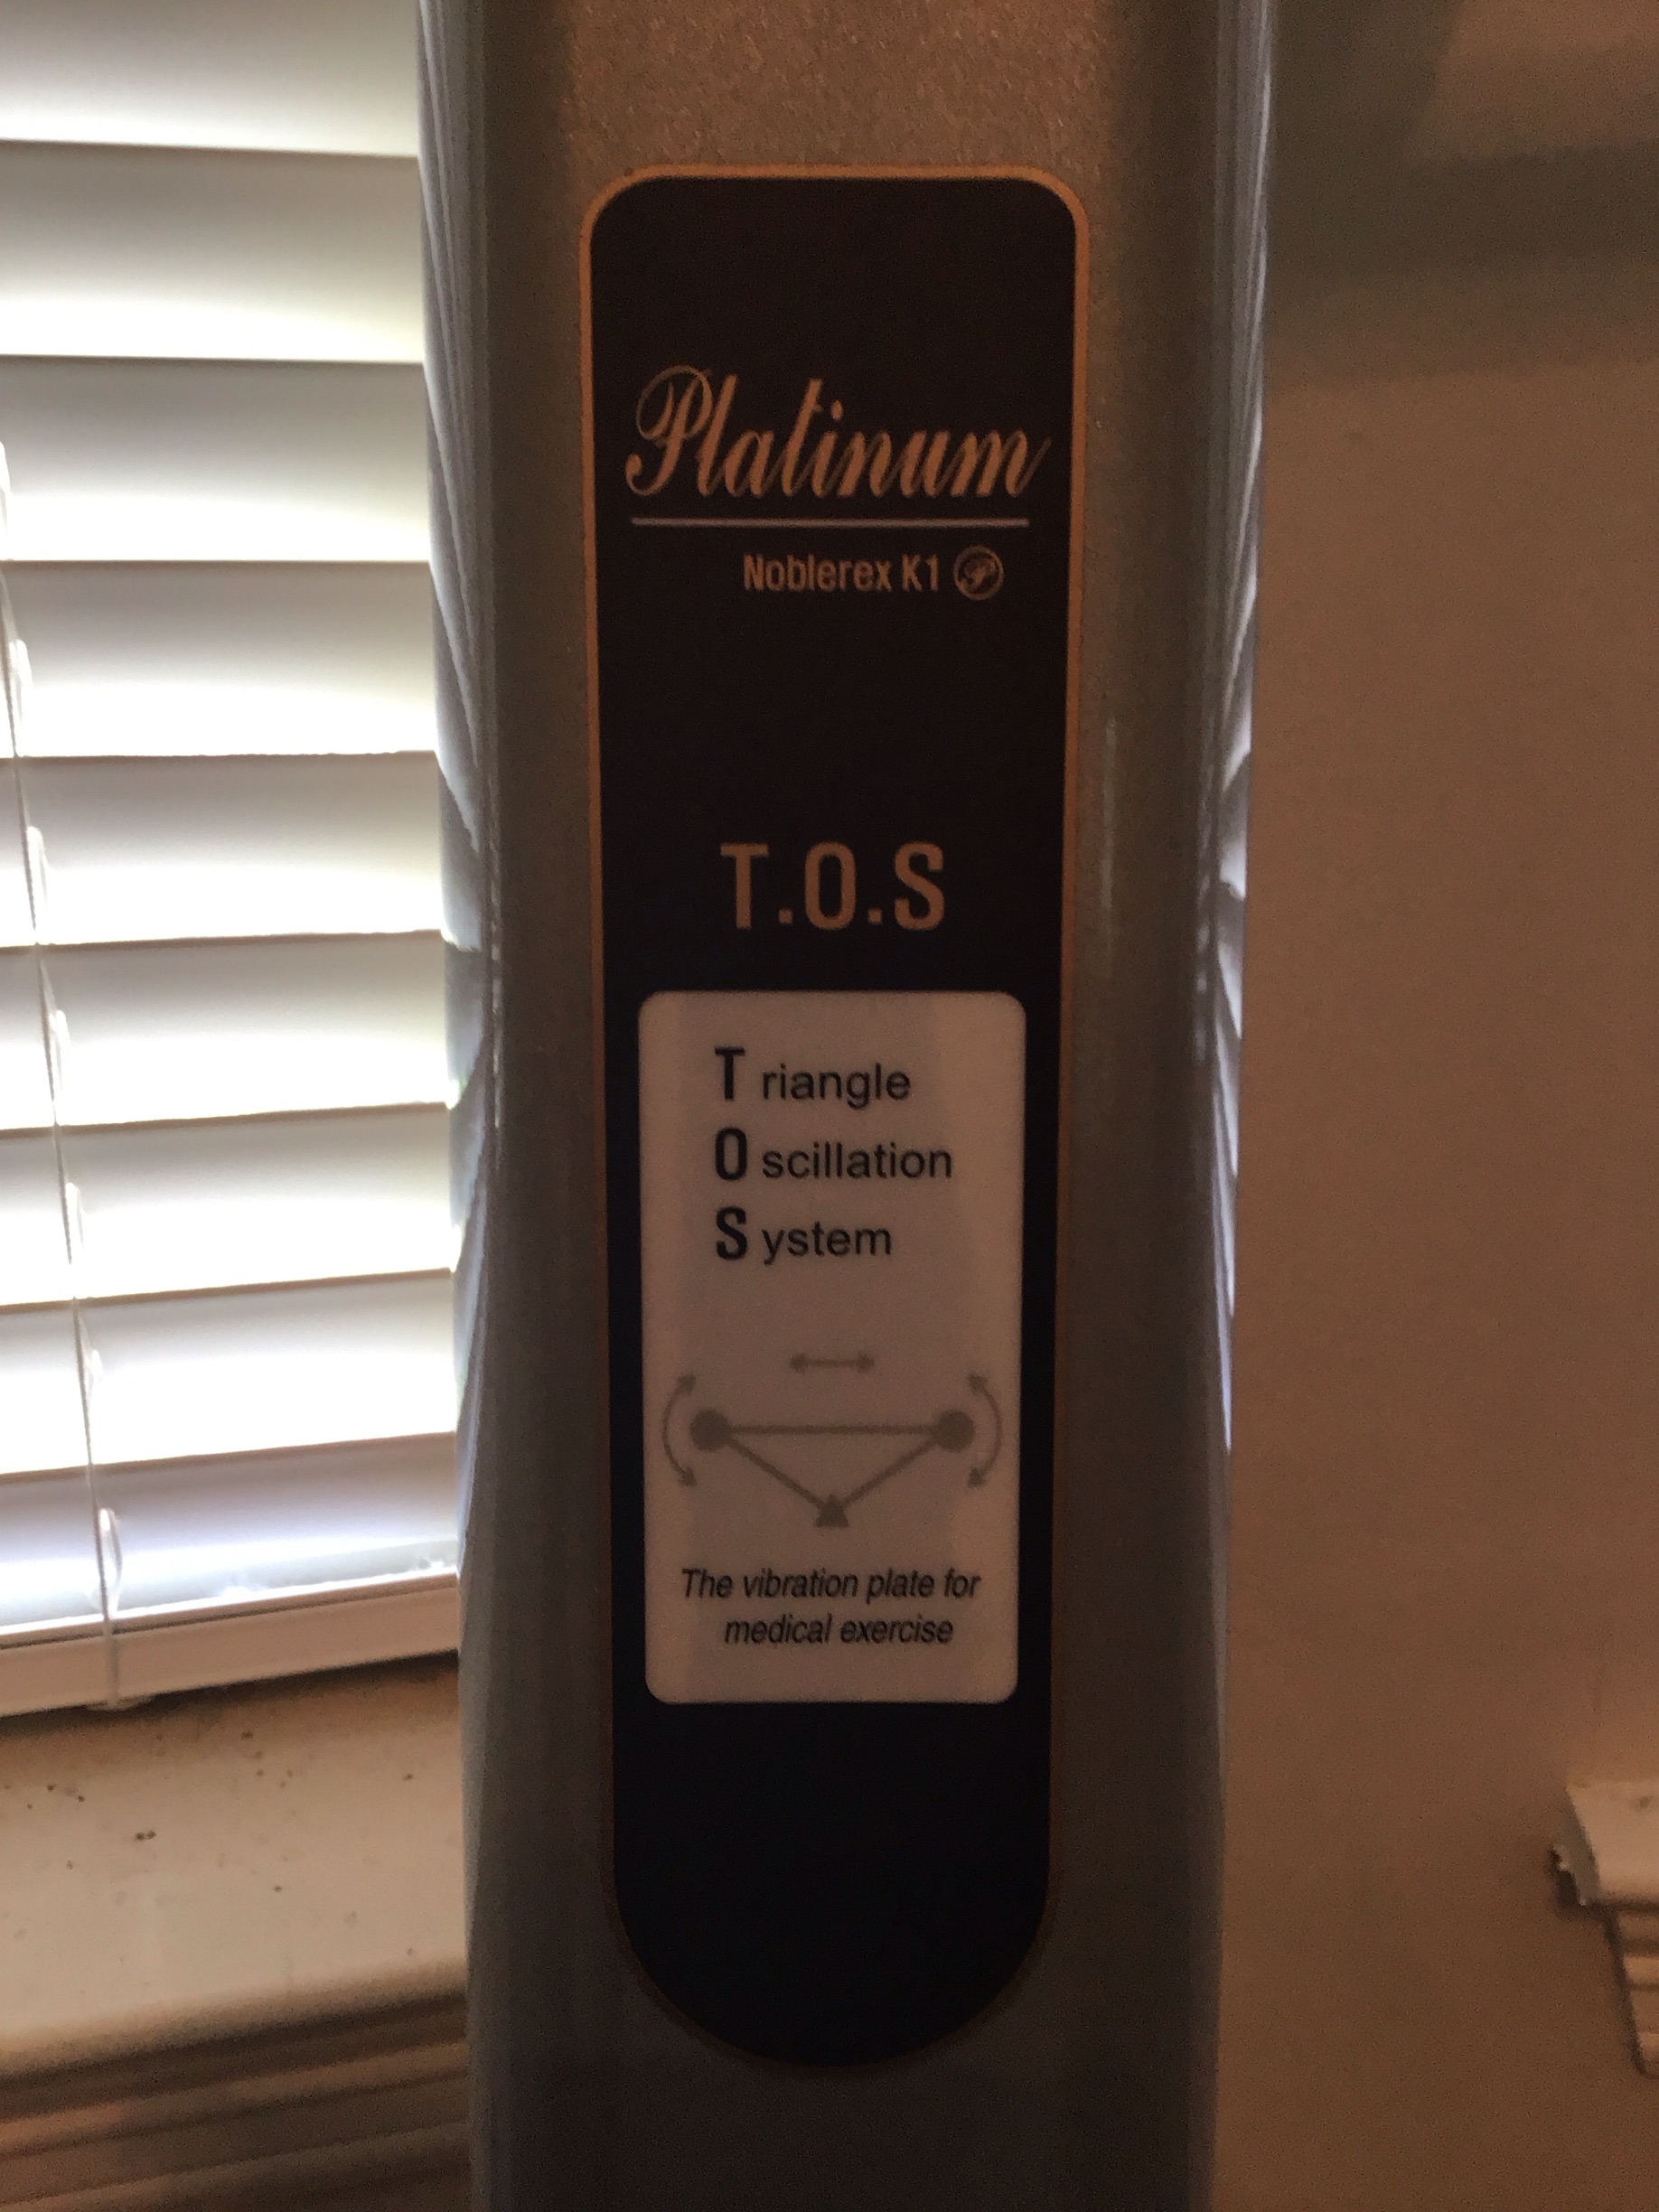 Platinum
Noblerex K1 P
T.O.S
Triangle
Oscillation
System
The vibration plate for
medical exercise